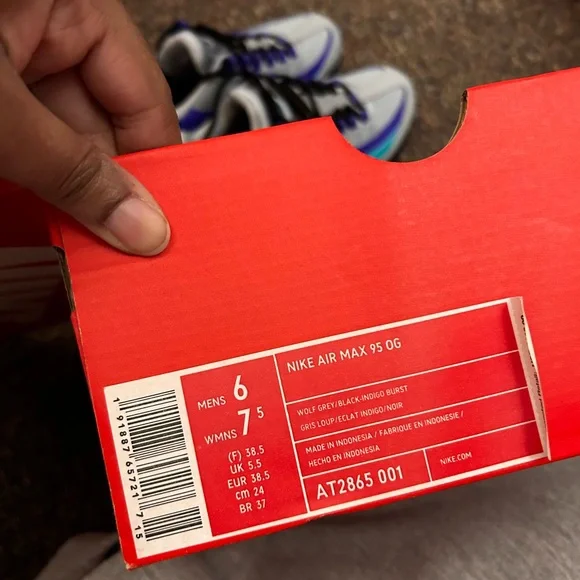 MENS 6
WMNS 7 5
(F) 38.5
UK 5.5
EUR 38.5
cm 24
BR 37
NIKE AIR MAX 95 OG
WOLF GREY/BLACK-INDIGO BURST
GRIS LOUP/ECLAT INDIGO/NOIR
MADE IN INDONESIA / FABRIQUE EN INDONESIE /
HECHO EN INDONESIA
AT2865 001
NIKE.COM
1 91887 65721 7 15